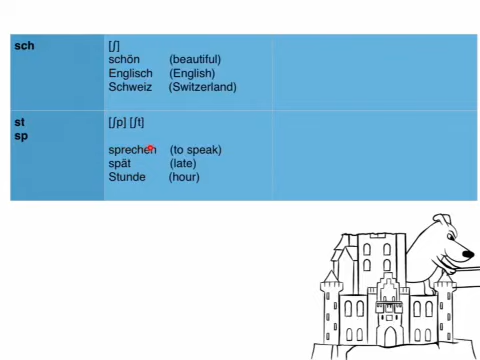 sch [ʃ]
schön (beautiful)
Englisch (English)
Schweiz (Switzerland)
st [ʃp] [ʃt]
sp
sprechen (to speak)
spät (late)
Stunde (hour)